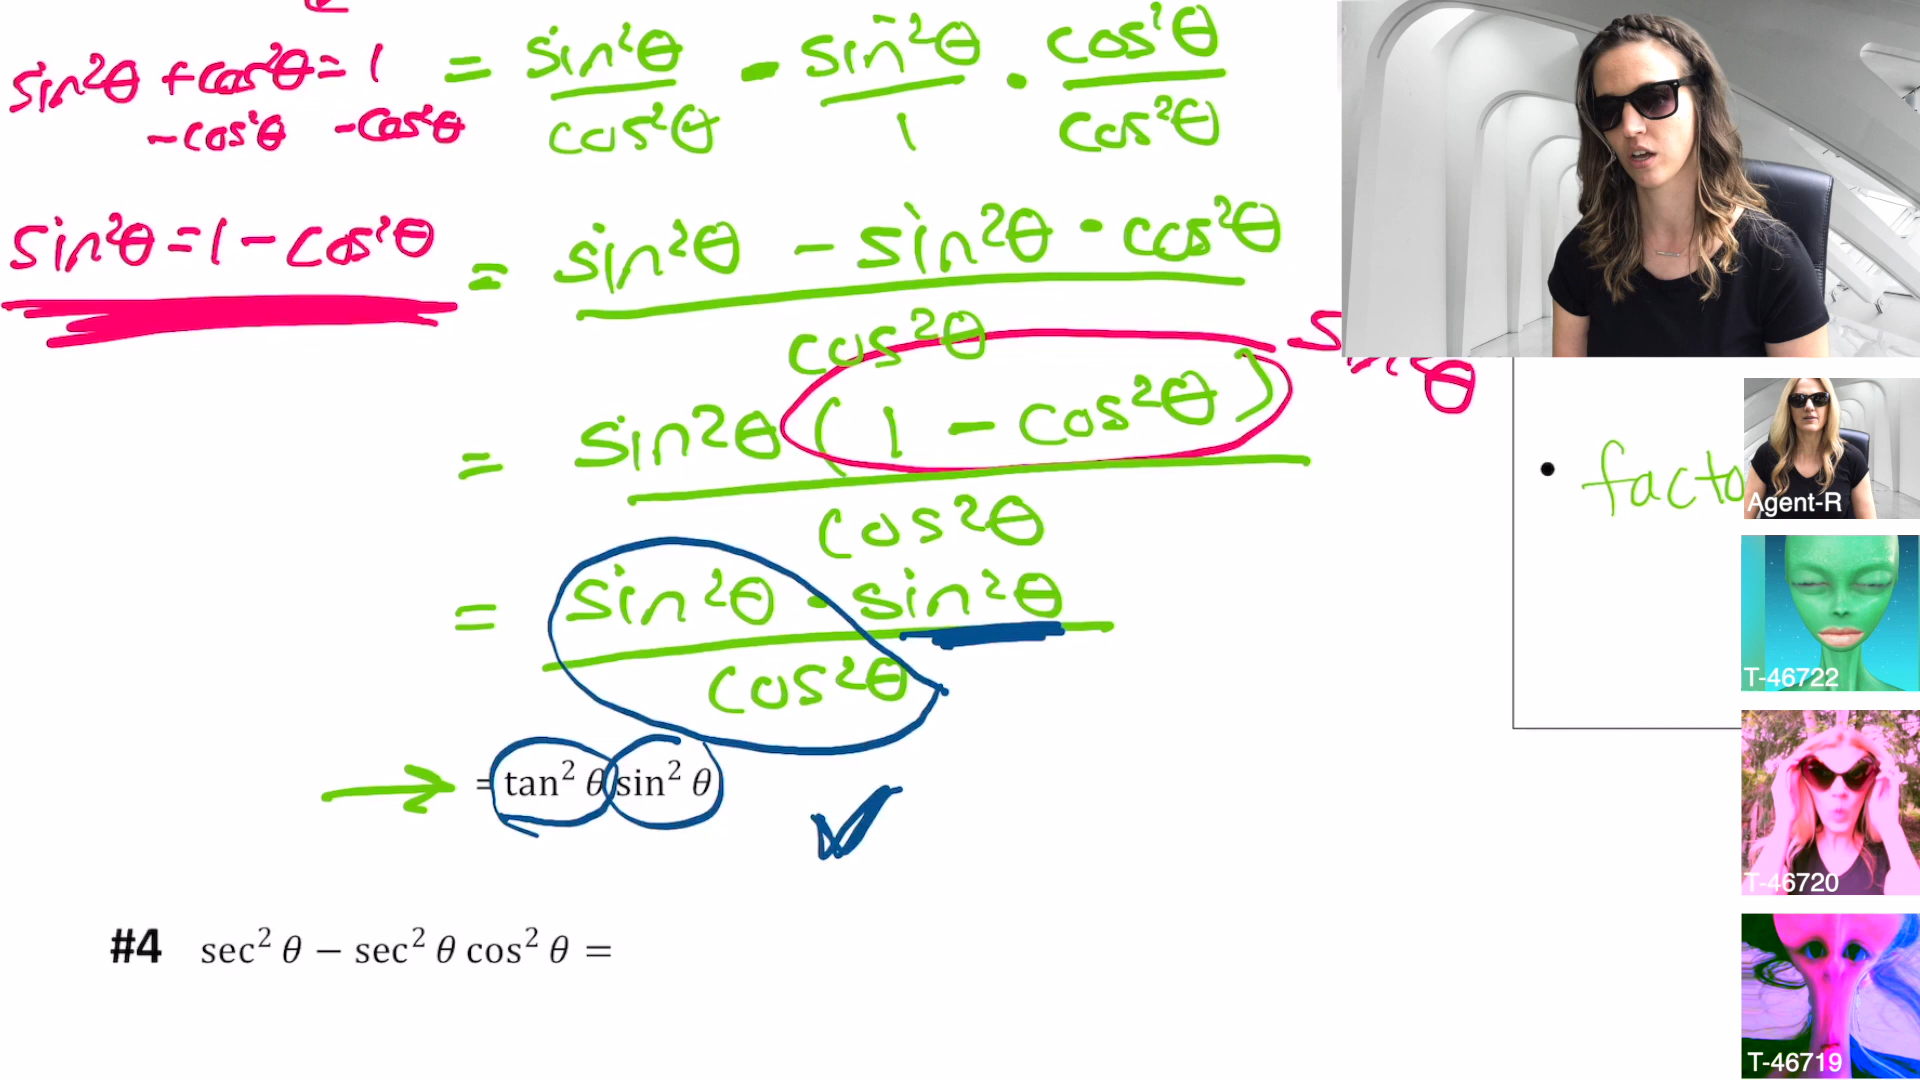 sin²θ + cos²θ = 1
-cos²θ -cos²θ
sin²θ = 1 - cos²θ
= sin²θ/cos²θ - sin²θ/1 · cos²θ/cos²θ
= (sin²θ - sin²θ · cos²θ)/cos²θ
= sin²θ(1 - cos²θ)/cos²θ
sin²θ
= sin²θ · sin²θ/cos²θ
= tan² θ sin² θ
#4 sec² θ − sec² θ cos² θ =
•
Agent-R
T-46722
T-46720
T-46719